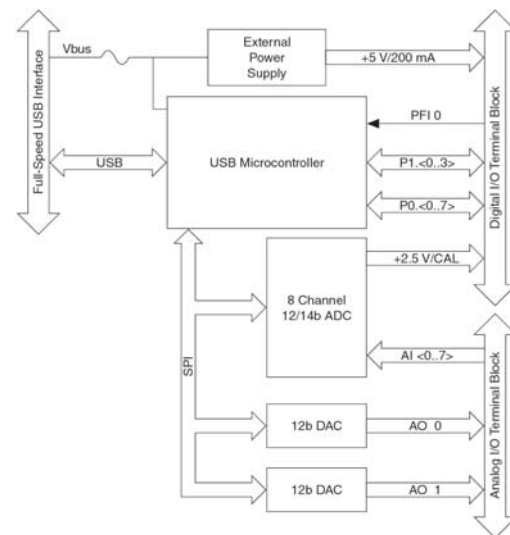 Vbus
External
Power
Supply
+5 V/200 mA
Full-Speed USB Interface
USB
USB Microcontroller
PFI 0
P1.<0..3>
P0.<0..7>
Digital I/O Terminal Block
+2.5 V/CAL
8 Channel
12/14b ADC
AI <0..7>
SPI
12b DAC
AO 0
12b DAC
AO 1
Analog I/O Terminal Block